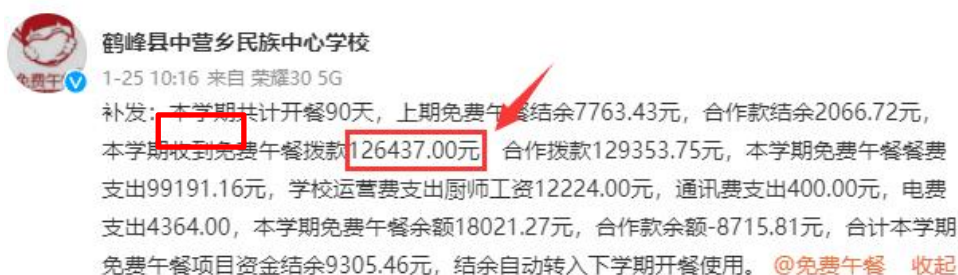 鹤峰县中营乡民族中心学校
1-25 10:16 来自 荣耀30 5G
补发：本学期共计开餐90天，上期免费午餐结余7763.43元，合作款结余2066.72元，
本学期收到免费午餐拨款126437.00元 合作拨款129353.75元，本学期免费午餐餐费
支出99191.16元，学校运营费支出厨师工资12224.00元，通讯费支出400.00元，电费
支出4364.00，本学期免费午餐余额18021.27元，合作款余额-8715.81元，合计本学期
免费午餐项目资金结余9305.46元，结余自动转入下学期开餐使用。 @免费午餐 收起